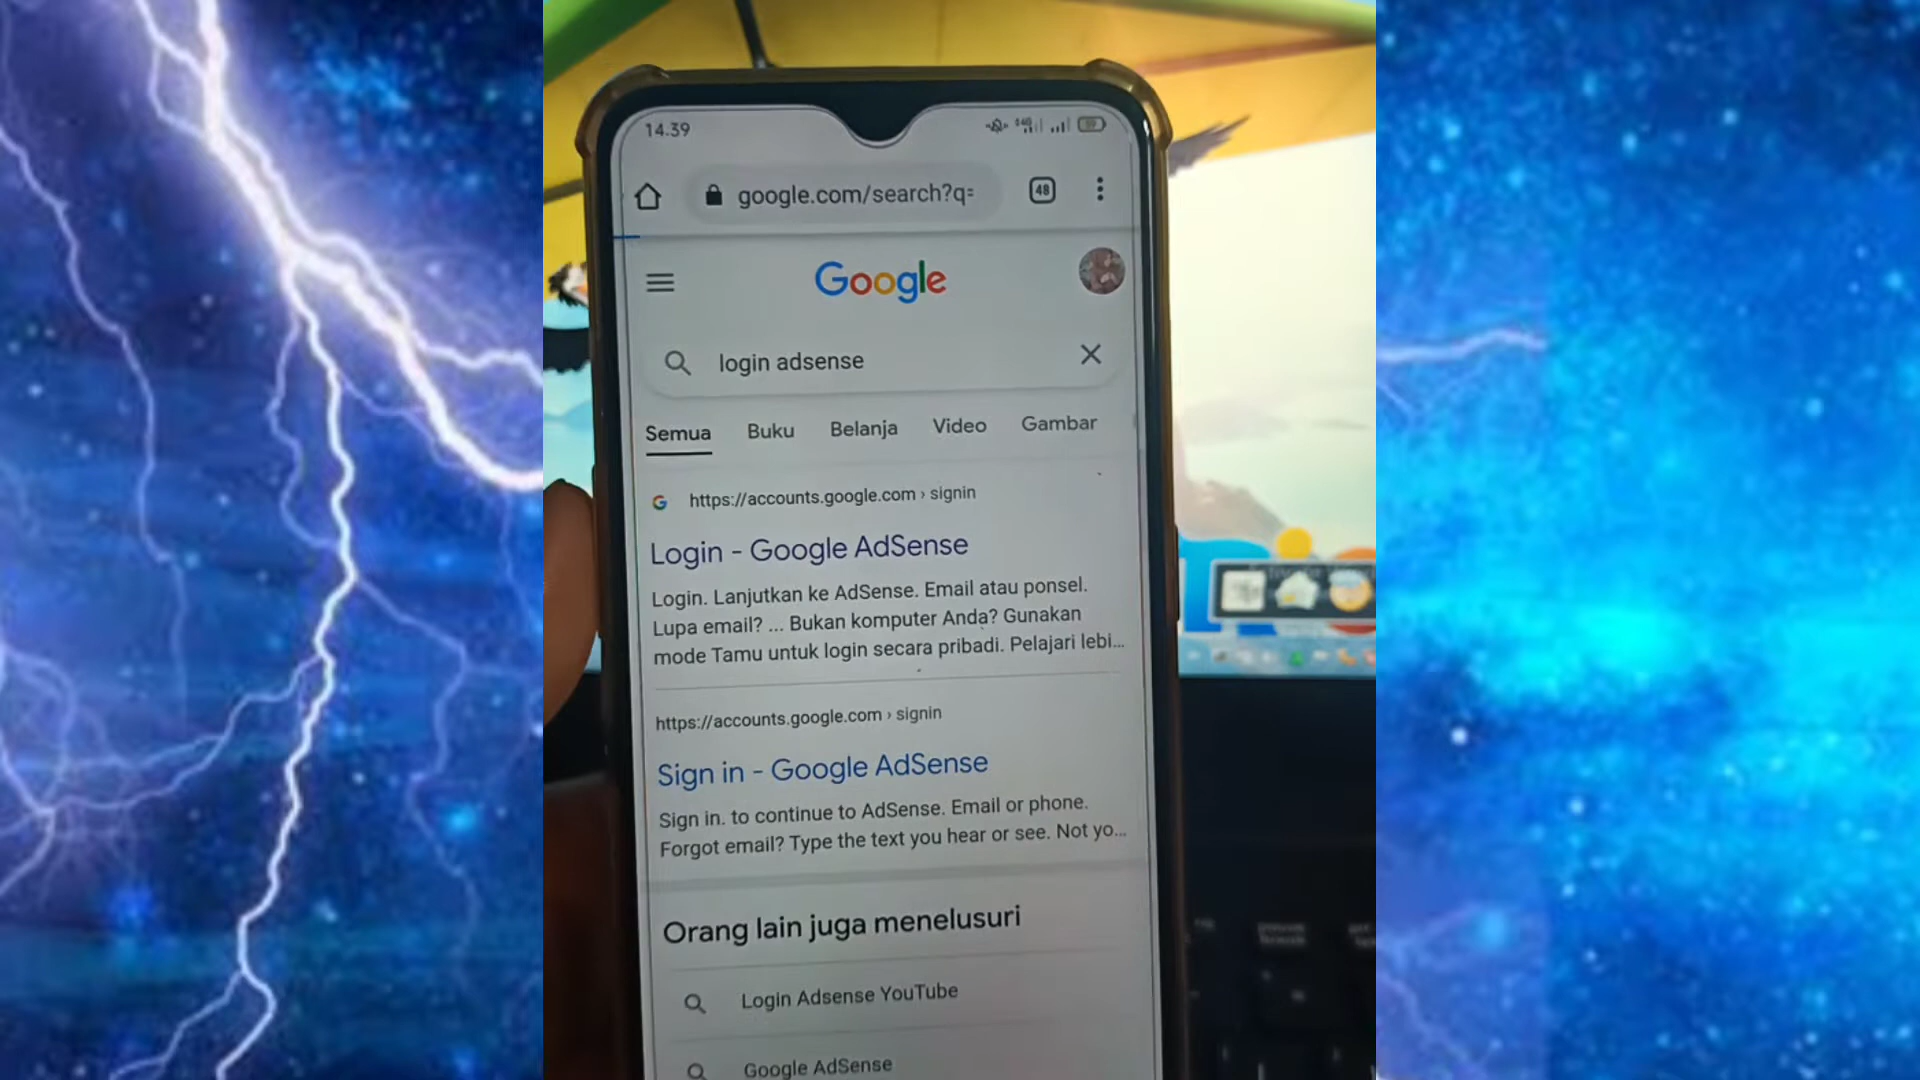 14.39
google.com/search?q=
48
Google
login adsense
Semua Buku Belanja Video Gambar
https://accounts.google.com › signin
Login - Google AdSense
Login. Lanjutkan ke AdSense. Email atau ponsel.
Lupa email? ... Bukan komputer Anda? Gunakan
mode Tamu untuk login secara pribadi. Pelajari lebi...
https://accounts.google.com › signin
Sign in - Google AdSense
Sign in. to continue to AdSense. Email or phone.
Forgot email? Type the text you hear or see. Not yo...
Orang lain juga menelusuri
Login Adsense YouTube
Google AdSense